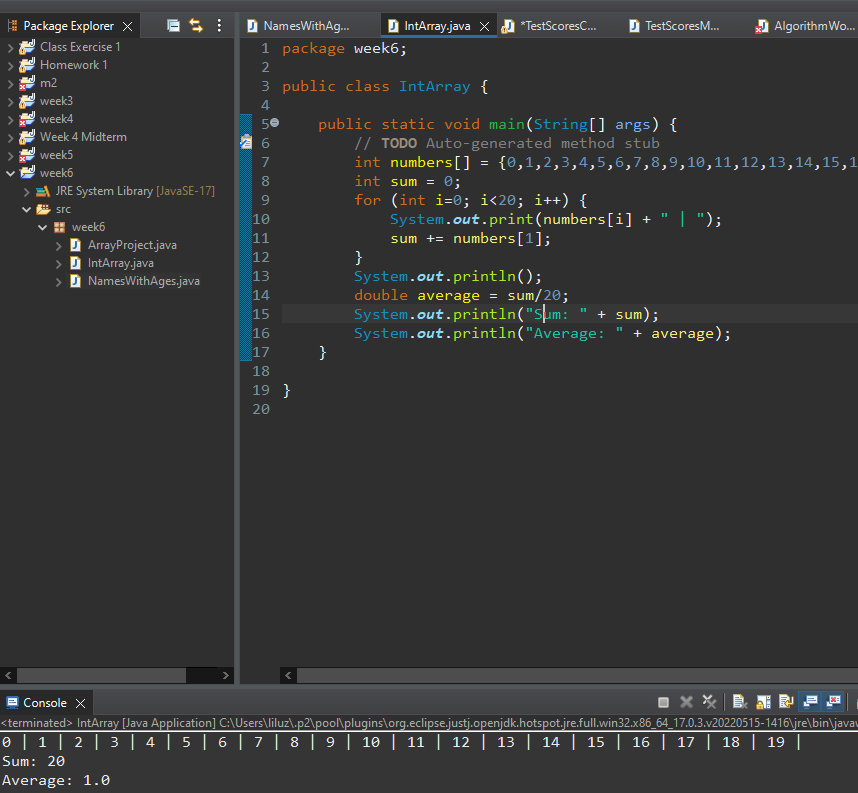 Package Explorer
Class Exercise 1
Homework 1
m2
week3
week4
Week 4 Midterm
week5
week6
JRE System Library [JavaSE-17]
src
week6
ArrayProject.java
IntArray.java
NamesWithAges.java
NamesWithAg... IntArray.java *TestScoresC... TestScoresM... AlgorithmWo...
1 package week6;
2
3 public class IntArray {
4
5 public static void main(String[] args) {
6 // TODO Auto-generated method stub
7 int numbers[] = {0,1,2,3,4,5,6,7,8,9,10,11,12,13,14,15,1
8 int sum = 0;
9 for (int i=0; i<20; i++) {
10 System.out.print(numbers[i] + " | ");
11 sum += numbers[1];
12 }
13 System.out.println();
14 double average = sum/20;
15 System.out.println("Sum: " + sum);
16 System.out.println("Average: " + average);
17 }
18
19 }
20
Console
<terminated> IntArray [Java Application] C:\Users\liluz\.p2\pool\plugins\org.eclipse.justj.openjdk.hotspot.jre.full.win32.x86_64_17.0.3.v20220515-1416\jre\bin\javaw
0 | 1 | 2 | 3 | 4 | 5 | 6 | 7 | 8 | 9 | 10 | 11 | 12 | 13 | 14 | 15 | 16 | 17 | 18 | 19 |
Sum: 20
Average: 1.0